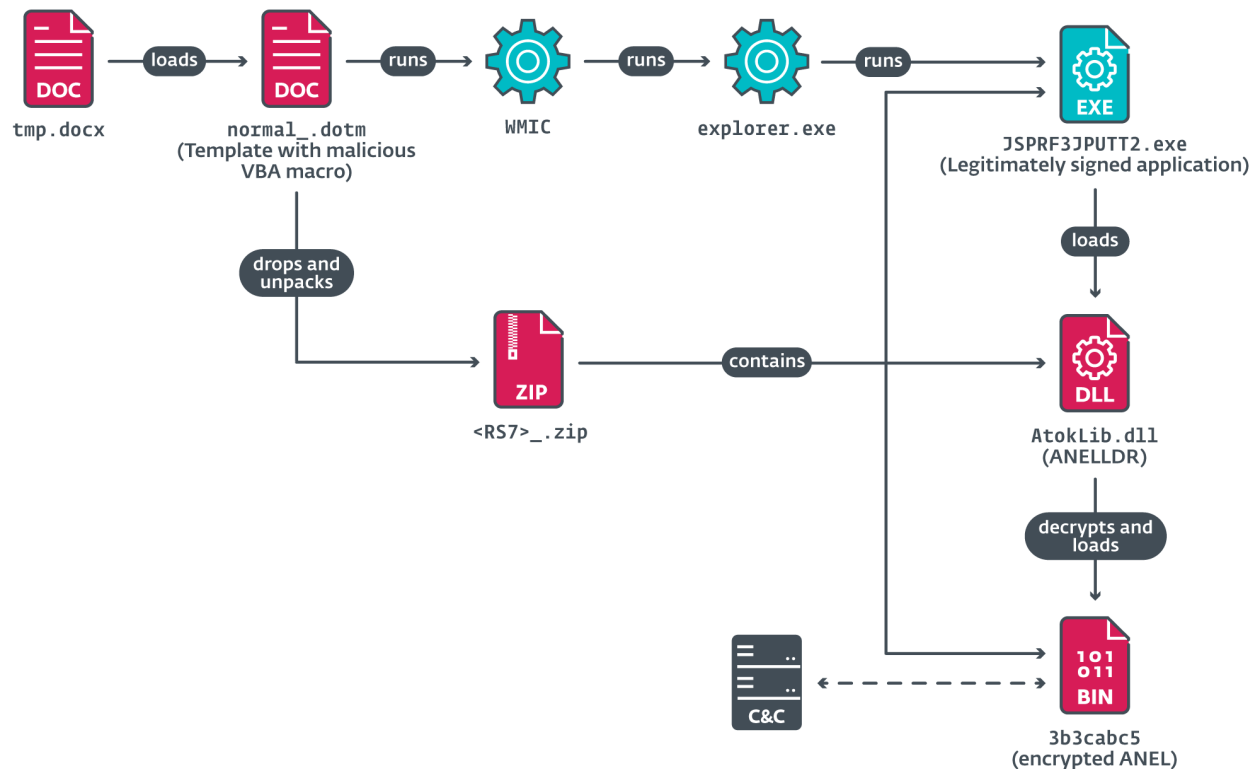 DOC
loads
DOC
runs
runs
runs
EXE
tmp.docx
normal_.dotm
(Template with malicious
VBA macro)
WMIC
explorer.exe
JSPRF3JPUTT2.exe
(Legitimately signed application)
loads
drops and
unpacks
ZIP
contains
DLL
<RS7>_.zip
AtokLib.dll
(ANELLDR)
decrypts and
loads
C&C
101
011
BIN
3b3cabc5
(encrypted ANEL)